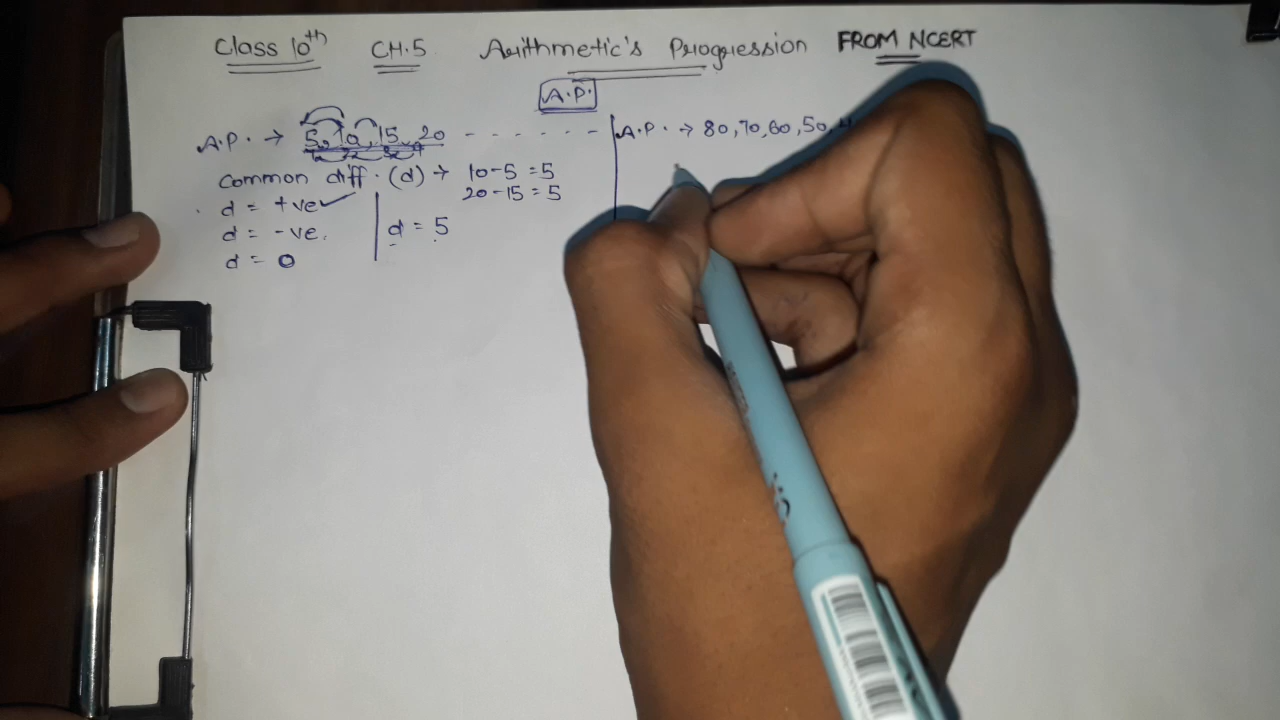 Class 10th CH.5 Arithmetic's Progression FROM NCERT
A.P.
A.P. → 5, 10, 15, 20 - - - - - -
Common diff. (d) → 10-5 = 5
20-15 = 5
d = +ve ✓
d = -ve.
d = 0
d = 5
A.P. → 80, 70, 60, 50,